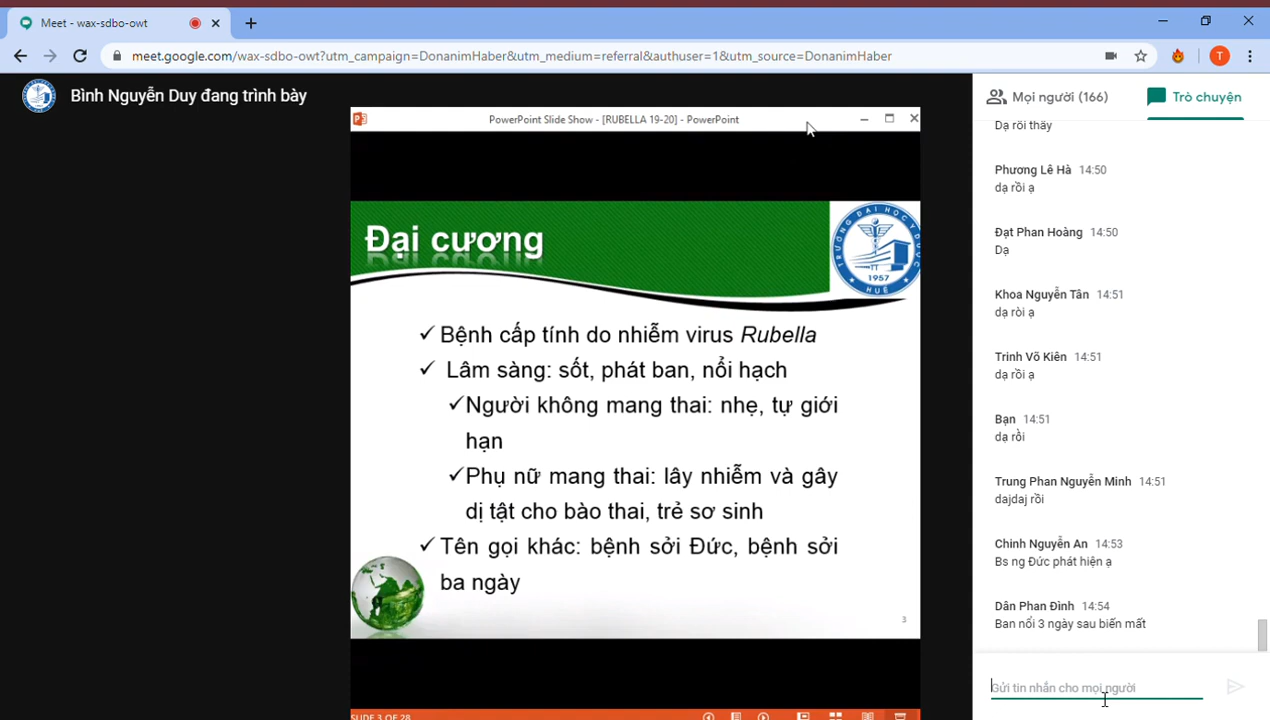 Meet - wax-sdbo-owt
meet.google.com/wax-sdbo-owt?utm_campaign=DonanimHaber&utm_medium=referral&authuser=1&utm_source=DonanimHaber
T
Bình Nguyễn Duy đang trình bày
PowerPoint Slide Show - [RUBELLA 19-20] - PowerPoint
Đại cương
TRƯỜNG ĐẠI HỌC Y DƯỢC
TT
1957
HUẾ
✓ Bệnh cấp tính do nhiễm virus Rubella
✓ Lâm sàng: sốt, phát ban, nổi hạch
✓ Người không mang thai: nhẹ, tự giới
hạn
✓ Phụ nữ mang thai: lây nhiễm và gây
dị tật cho bào thai, trẻ sơ sinh
✓ Tên gọi khác: bệnh sởi Đức, bệnh sởi
ba ngày
3
SLIDE 3 OF 28
Mọi người (166)
Trò chuyện
Dạ rồi thầy
Phương Lê Hà 14:50
dạ rồi ạ
Đạt Phan Hoàng 14:50
Dạ
Khoa Nguyễn Tân 14:51
dạ ròi ạ
Trinh Võ Kiên 14:51
dạ rồi ạ
Bạn 14:51
dạ rồi
Trung Phan Nguyễn Minh 14:51
dajdaj rồi
Chinh Nguyễn An 14:53
Bs ng Đức phát hiện ạ
Dân Phan Đình 14:54
Ban nổi 3 ngày sau biến mất
Gửi tin nhắn cho mọi người